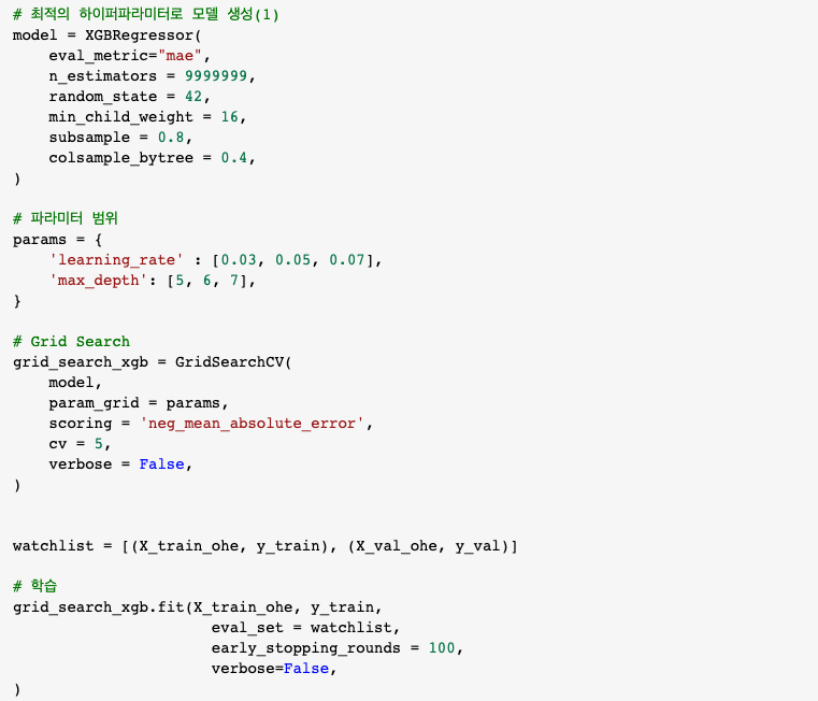 # 최적의 하이퍼파라미터로 모델 생성(1)
model = XGBRegressor(
    eval_metric="mae",
    n_estimators = 9999999,
    random_state = 42,
    min_child_weight = 16,
    subsample = 0.8,
    colsample_bytree = 0.4,
)

# 파라미터 범위
params = {
    'learning_rate' : [0.03, 0.05, 0.07],
    'max_depth': [5, 6, 7],
}

# Grid Search
grid_search_xgb = GridSearchCV(
    model,
    param_grid = params,
    scoring = 'neg_mean_absolute_error',
    cv = 5,
    verbose = False,
)


watchlist = [(X_train_ohe, y_train), (X_val_ohe, y_val)]

# 학습
grid_search_xgb.fit(X_train_ohe, y_train,
                      eval_set = watchlist,
                      early_stopping_rounds = 100,
                      verbose=False,
)